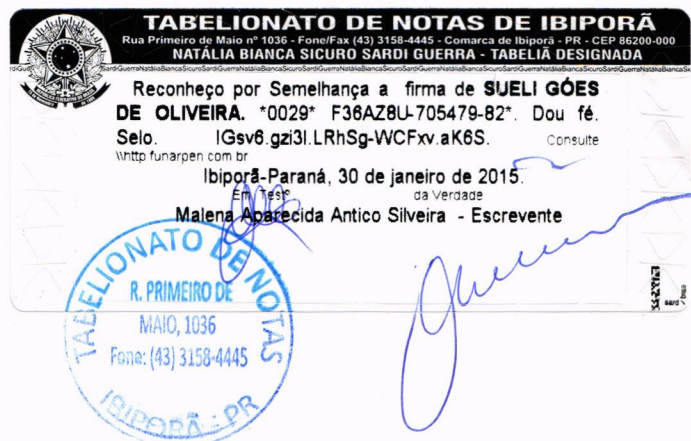 TABELIONATO DE NOTAS DE IBIPORÃ
Rua Primeiro de Maio nº 1036 - Fone/Fax (43) 3158-4445 - Comarca de Ibiporã - PR - CEP 86200-000
NATÁLIA BIANCA SICURO SARDI GUERRA - TABELIÃ DESIGNADA
Reconheço por Semelhança a firma de SUELI GÓES
DE OLIVEIRA. *0029* F36AZ8U-705479-82*. Dou fé.
Selo. IGsv6.gzi3I.LRhSg-WCFxv.aK6S. Consulte
\\http funarpen com br
Ibiporã-Paraná, 30 de janeiro de 2015.
Em Testº da Verdade
Malena Aparecida Antico Silveira - Escrevente
TABELIONATO DE NOTAS
R. PRIMEIRO DE
MAIO, 1036
Fone: (43) 3158-4445
IBIPORÃ - PR